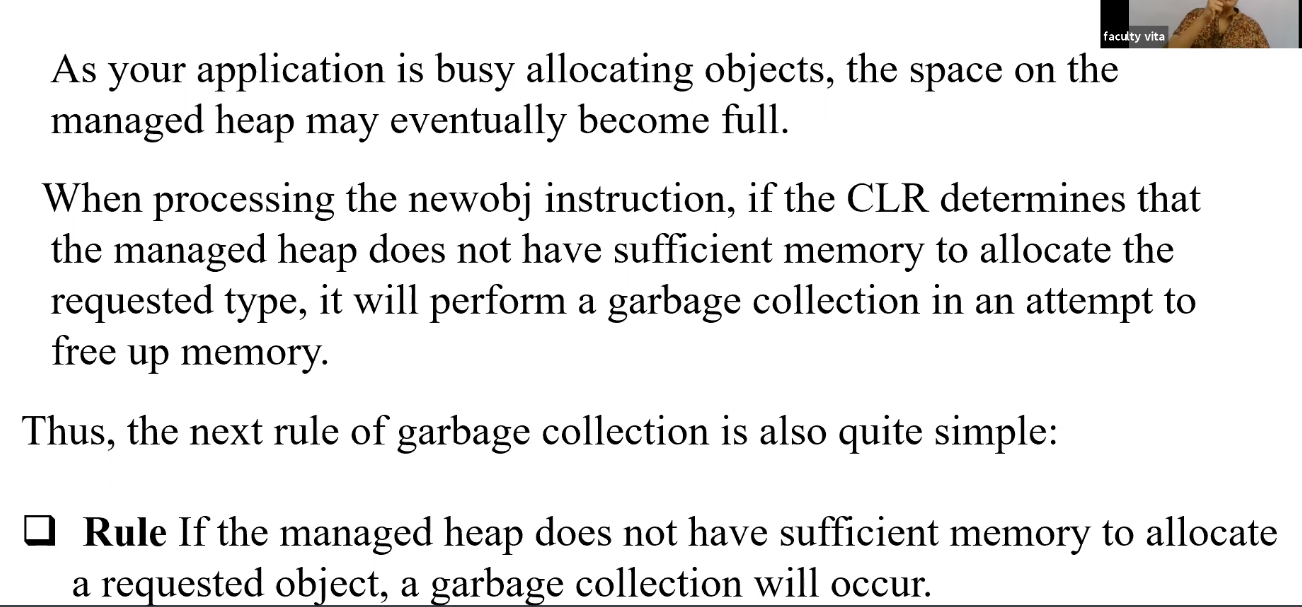 faculty vita
As your application is busy allocating objects, the space on the
managed heap may eventually become full.
When processing the newobj instruction, if the CLR determines that
the managed heap does not have sufficient memory to allocate the
requested type, it will perform a garbage collection in an attempt to
free up memory.
Thus, the next rule of garbage collection is also quite simple:
❑ Rule If the managed heap does not have sufficient memory to allocate
a requested object, a garbage collection will occur.